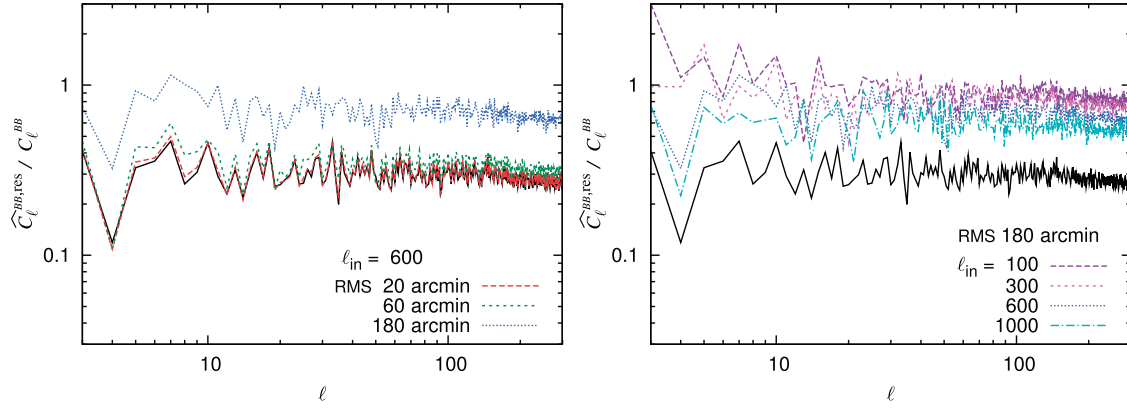 1
0.1
10
100
ℓ
Ĉ_ℓ^{BB,res} / C_ℓ^{BB}
ℓ_in = 600
RMS 20 arcmin
60 arcmin
180 arcmin
1
0.1
10
100
ℓ
Ĉ_ℓ^{BB,res} / C_ℓ^{BB}
RMS 180 arcmin
ℓ_in = 100
300
600
1000